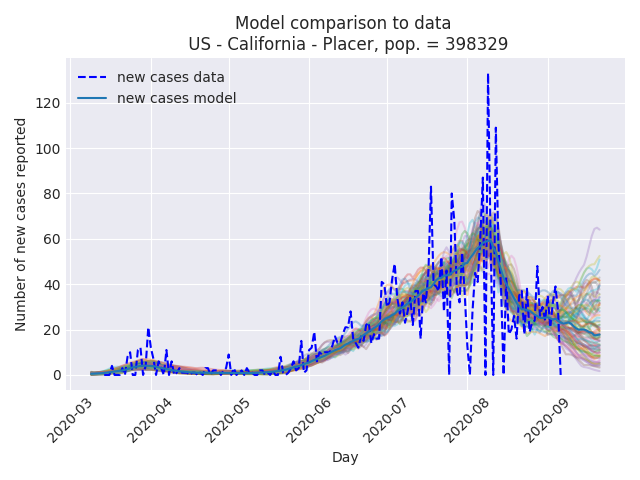 Model comparison to data
US - California - Placer, pop. = 398329
new cases data
new cases model
Number of new cases reported
120
100
80
60
40
20
0
2020-03
2020-04
2020-05
2020-06
2020-07
2020-08
2020-09
Day